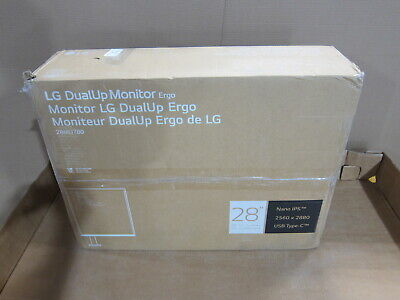 LG DualUp Monitor Ergo
Monitor LG DualUp Ergo
Moniteur DualUp Ergo de LG
28"
Nano IPS™
2560 x 2880
USB Type-C™